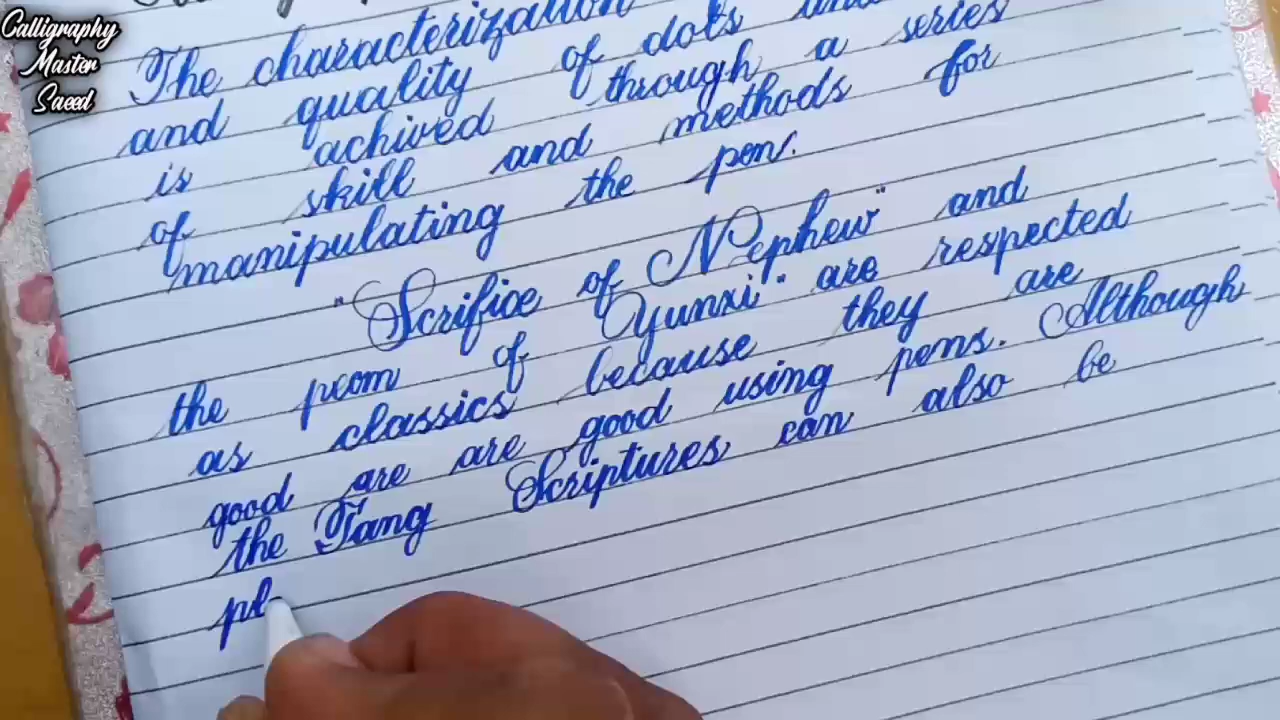 Calligraphy
Master
Saeed
The characterization
and quality of dots and
is achived through a series
of skill and methods for
manipulating the pen.
"Scrifice of Nephew" and
the peom of Yunxi" are respected
as classics because they are
good are are good using pens. Although
the Tang Scriptures can also be
pl